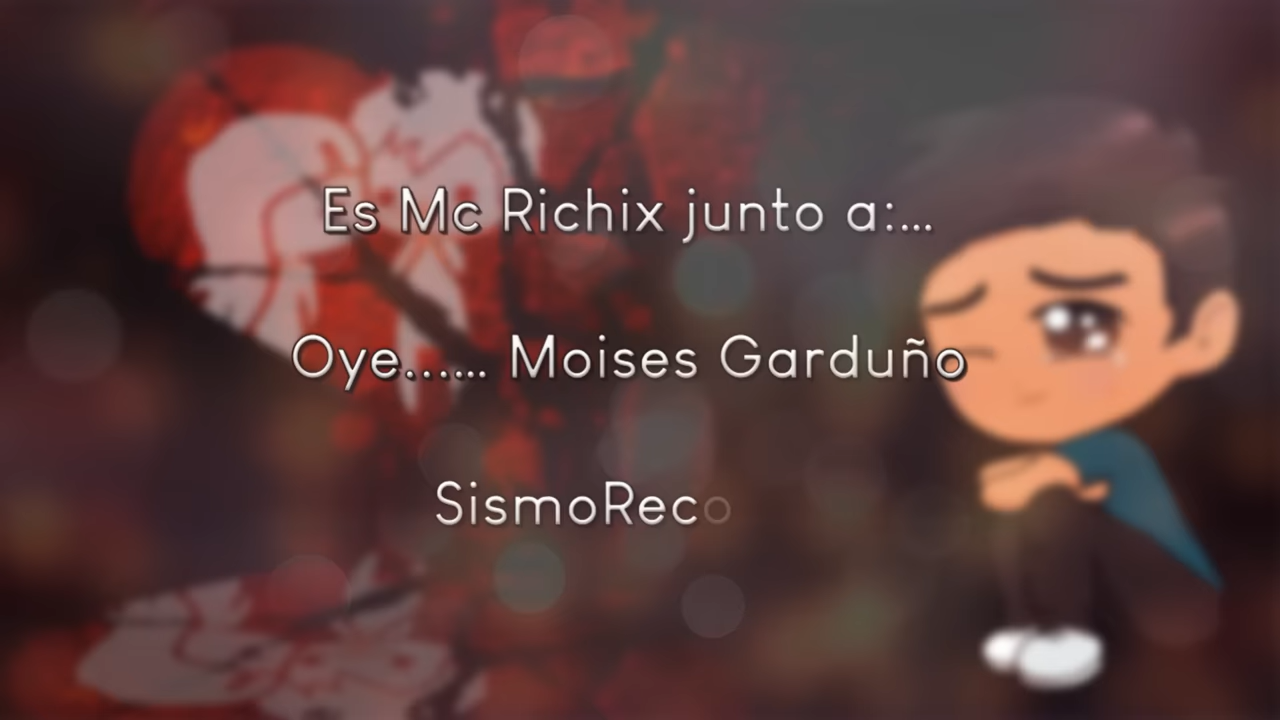 Es Mc Richix junto a:...
Oye...... Moises Garduño
SismoReco